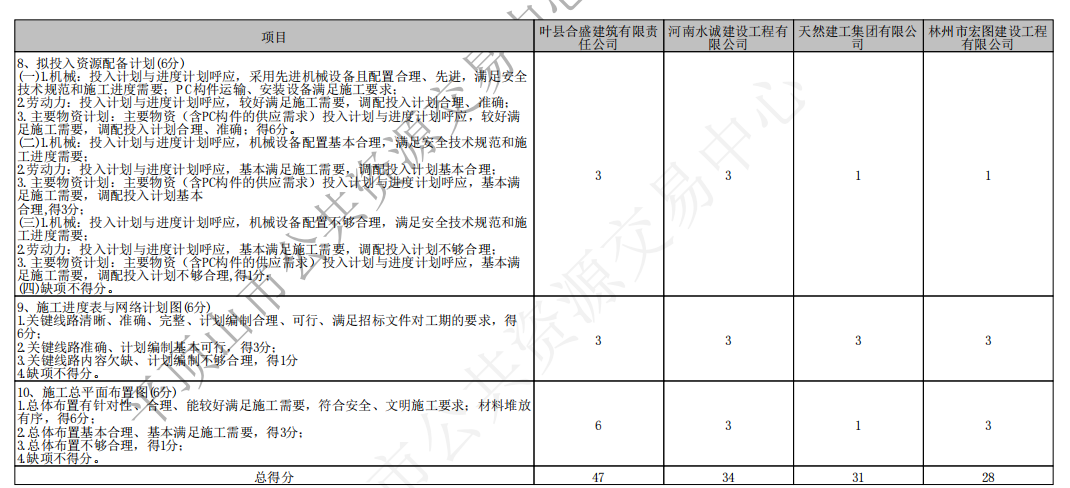 项目
叶县合盛建筑有限责任公司
河南水诚建设工程有限公司
天然建工集团有限公司
林州市宏图建设工程有限公司
8、拟投入资源配备计划(6分)
(一)1.机械：投入计划与进度计划呼应，采用先进机械设备且配置合理、先进，满足安全
技术规范和施工进度需要；PC构件运输、安装设备满足施工要求；
2.劳动力：投入计划与进度计划呼应，较好满足施工需要，调配投入计划合理、准确；
3.主要物资计划：主要物资（含PC构件的供应需求）投入计划与进度计划呼应，较好满
足施工需要，调配投入计划合理、准确；得6分。
(二)1.机械：投入计划与进度计划呼应，机械设备配置基本合理，满足安全技术规范和施
工进度需要；
2.劳动力：投入计划与进度计划呼应，基本满足施工需要，调配投入计划基本合理；
3.主要物资计划：主要物资（含PC构件的供应需求）投入计划与进度计划呼应，基本满
足施工需要，调配投入计划基本
合理,得3分；
(三)1.机械：投入计划与进度计划呼应，机械设备配置不够合理，满足安全技术规范和施
工进度需要；
2.劳动力：投入计划与进度计划呼应，基本满足施工需要，调配投入计划不够合理；
3.主要物资计划：主要物资（含PC构件的供应需求）投入计划与进度计划呼应，基本满
足施工需要，调配投入计划不够合理,得1分；
(四)缺项不得分。
3
3
1
1
9、施工进度表与网络计划图(6分)
1.关键线路清晰、准确、完整、计划编制合理、可行、满足招标文件对工期的要求，得
6分；
2.关键线路准确、计划编制基本可行，得3分；
3.关键线路内容欠缺、计划编制不够合理，得1分
4.缺项不得分。
3
3
3
3
10、施工总平面布置图(6分)
1.总体布置有针对性、合理、能较好满足施工需要，符合安全、文明施工要求；材料堆放
有序，得6分；
2.总体布置基本合理、基本满足施工需要，得3分；
3.总体布置不够合理，得1分；
4.缺项不得分。
6
3
1
3
总得分
47
34
31
28
平顶山市公共资源交易中心
市公共资源交易中心